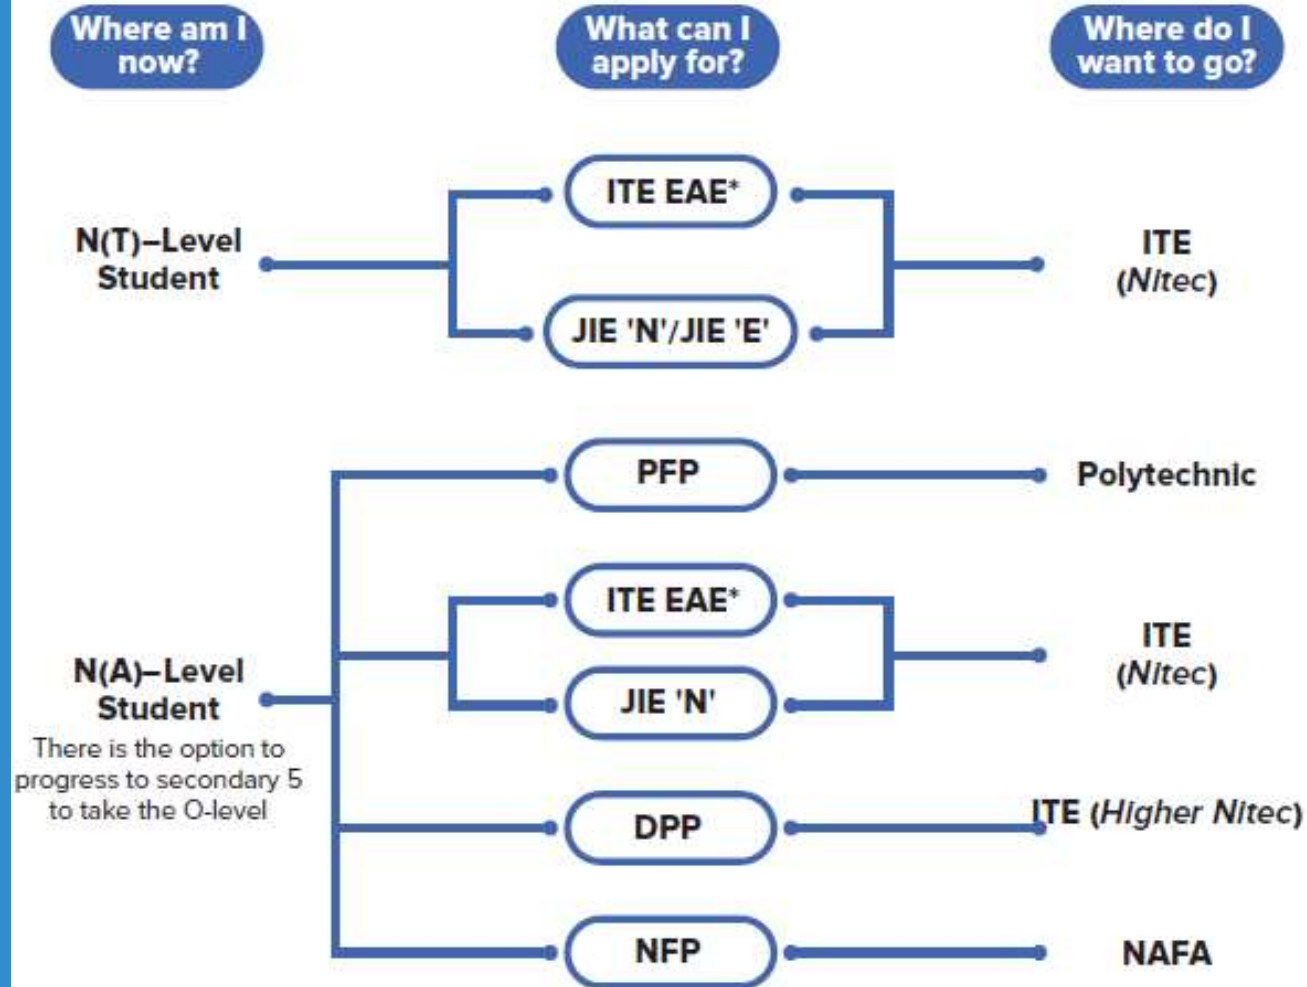 Where am I
now?
What can I
apply for?
Where do I
want to go?
N(T)–Level
Student
ITE EAE*
JIE 'N'/JIE 'E'
ITE
(Nitec)
N(A)–Level
Student
There is the option to
progress to secondary 5
to take the O-level
PFP
Polytechnic
ITE EAE*
JIE 'N'
ITE
(Nitec)
DPP
ITE (Higher Nitec)
NFP
NAFA